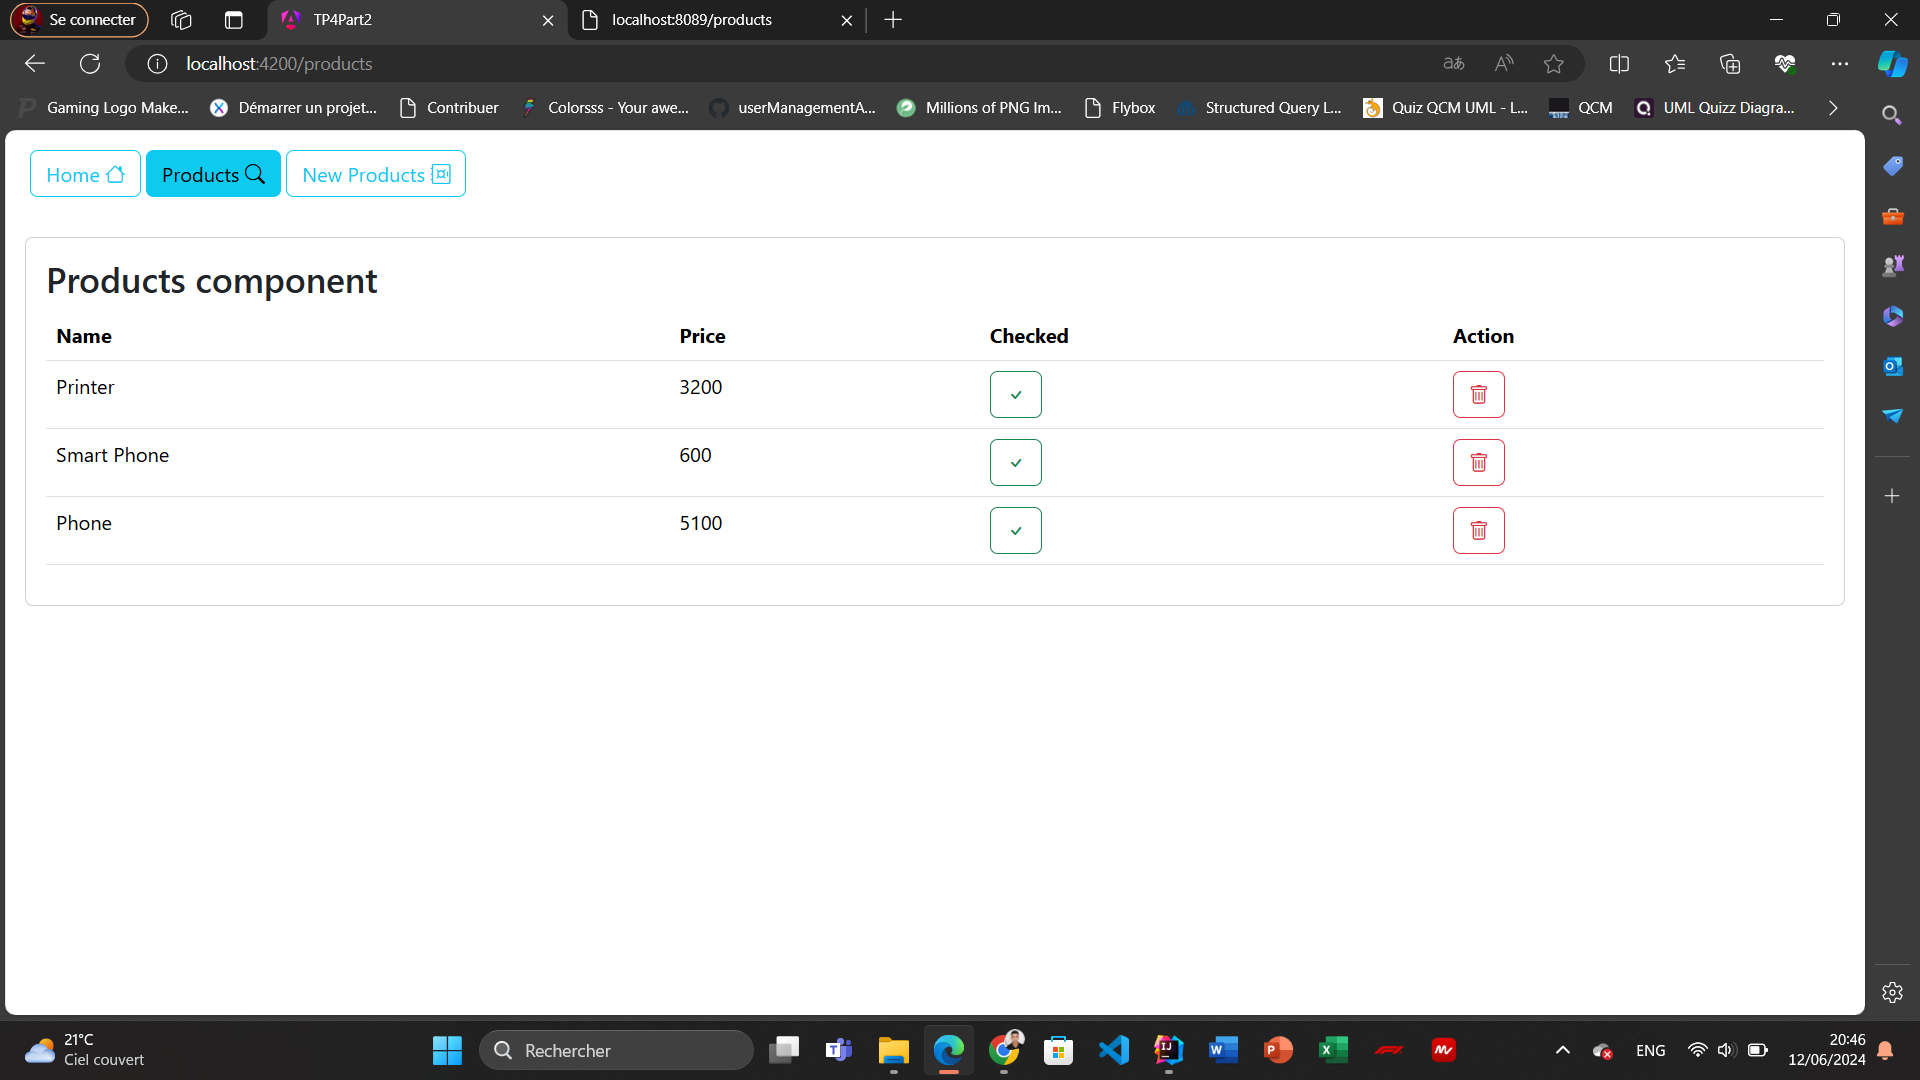 Se connecter
TP4Part2
localhost:8089/products
localhost:4200/products
Gaming Logo Make...
Démarrer un projet...
Contribuer
Colorsss - Your awe...
userManagementA...
Millions of PNG Im...
Flybox
Structured Query L...
Quiz QCM UML - L...
QCM
UML Quizz Diagra...
Home
Products
New Products
Products component
Name Price Checked Action
Printer 3200
Smart Phone 600
Phone 5100
21°C
Ciel couvert
Rechercher
ENG
20:46
12/06/2024